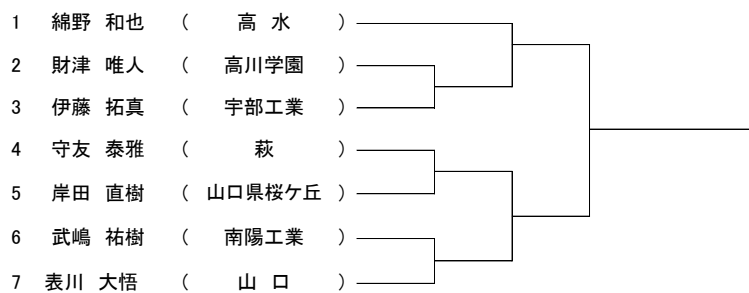 1 綿野 和也 ( 高 水 )
2 財津 唯人 ( 高川学園 )
3 伊藤 拓真 ( 宇部工業 )
4 守友 泰雅 ( 萩 )
5 岸田 直樹 ( 山口県桜ケ丘 )
6 武嶋 祐樹 ( 南陽工業 )
7 表川 大悟 ( 山 口 )